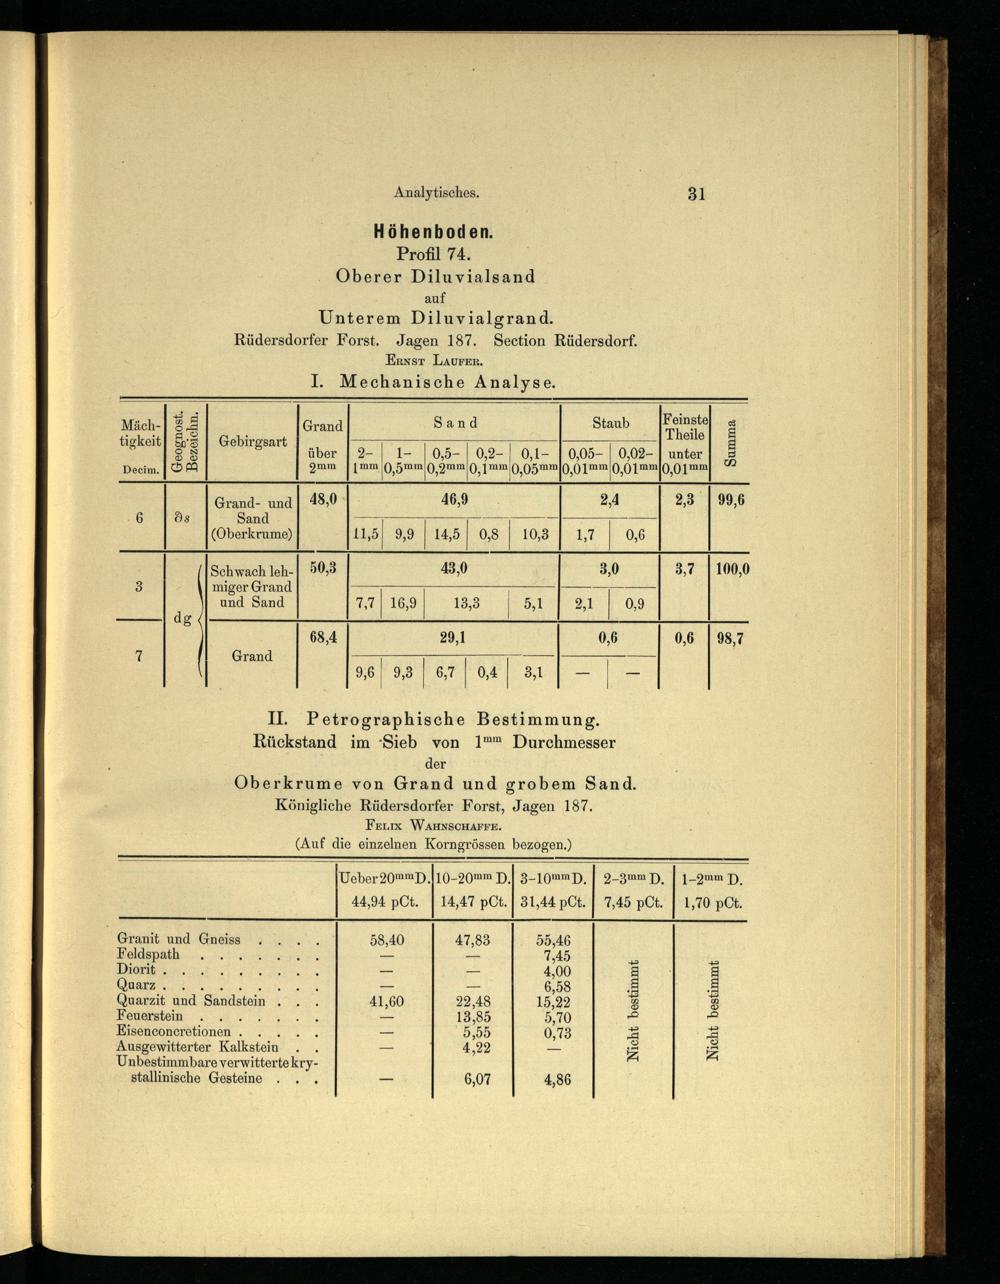 Analytisches. 31
Höhenboden.
Profil 74.
Oberer Diluvialsand
auf
Unterem Diluvialgrand.
Rüdersdorfer Forst. Jagen 187. Section Rüdersdorf.
Ernst Laufer.
I. Mechanische Analyse.
Mäch- Geognost. Gebirgsart Grand Sand Staub Feinste Summa
tigkeit Bezeichn. über 2- 1- 0,5- 0,2- 0,1- 0,05- 0,02- Theile
Decim. 2mm 1mm 0,5mm 0,2mm 0,1mm 0,05mm 0,01mm 0,01mm unter 0,01mm
6 ∂s Grand- und 48,0 46,9 2,4 2,3 99,6
Sand
(Oberkrume) 11,5 9,9 14,5 0,8 10,3 1,7 0,6
3 dg Schwach leh- 50,3 43,0 3,0 3,7 100,0
miger Grand
und Sand 7,7 16,9 13,3 5,1 2,1 0,9
7 Grand 68,4 29,1 0,6 0,6 98,7
9,6 9,3 6,7 0,4 3,1 — —
II. Petrographische Bestimmung.
Rückstand im Sieb von 1mm Durchmesser
der
Oberkrume von Grand und grobem Sand.
Königliche Rüdersdorfer Forst, Jagen 187.
Felix Wahnschaffe.
(Auf die einzelnen Korngrössen bezogen.)
Ueber 20mm D. 10-20mm D. 3-10mm D. 2-3mm D. 1-2mm D.
44,94 pCt. 14,47 pCt. 31,44 pCt. 7,45 pCt. 1,70 pCt.
Granit und Gneiss . . . . 58,40 47,83 55,46 Nicht bestimmt Nicht bestimmt
Feldspath . . . . . . . — — 7,45
Diorit . . . . . . . . . — — 4,00
Quarz . . . . . . . . . — — 6,58
Quarzit und Sandstein . . . 41,60 22,48 15,22
Feuerstein . . . . . . . — 13,85 5,70
Eisenconcretionen . . . . . — 5,55 0,73
Ausgewitterter Kalkstein . . — 4,22 —
Unbestimmbare verwitterte kry-
stallinische Gesteine . . . — 6,07 4,86